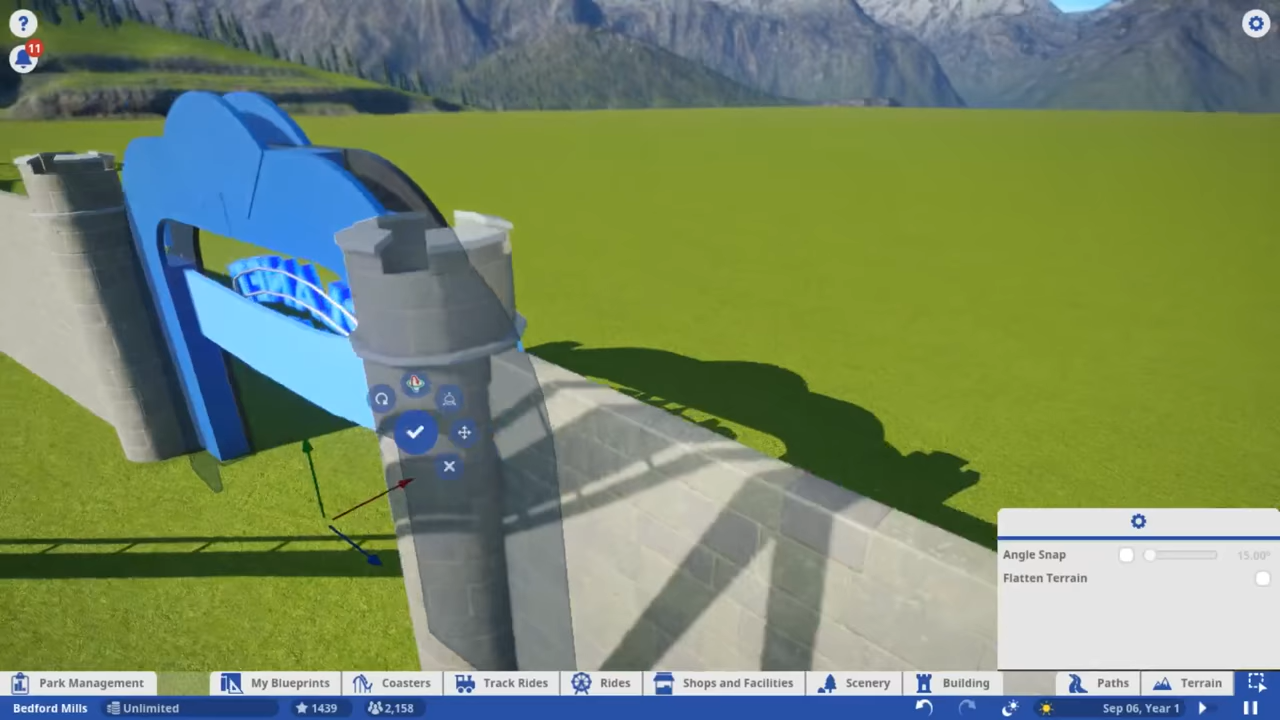 ?
11
Angle Snap 15.00°
Flatten Terrain
Park Management My Blueprints Coasters Track Rides Rides Shops and Facilities Scenery Building Paths Terrain
Bedford Mills Unlimited 1439 2,158 Sep 06, Year 1